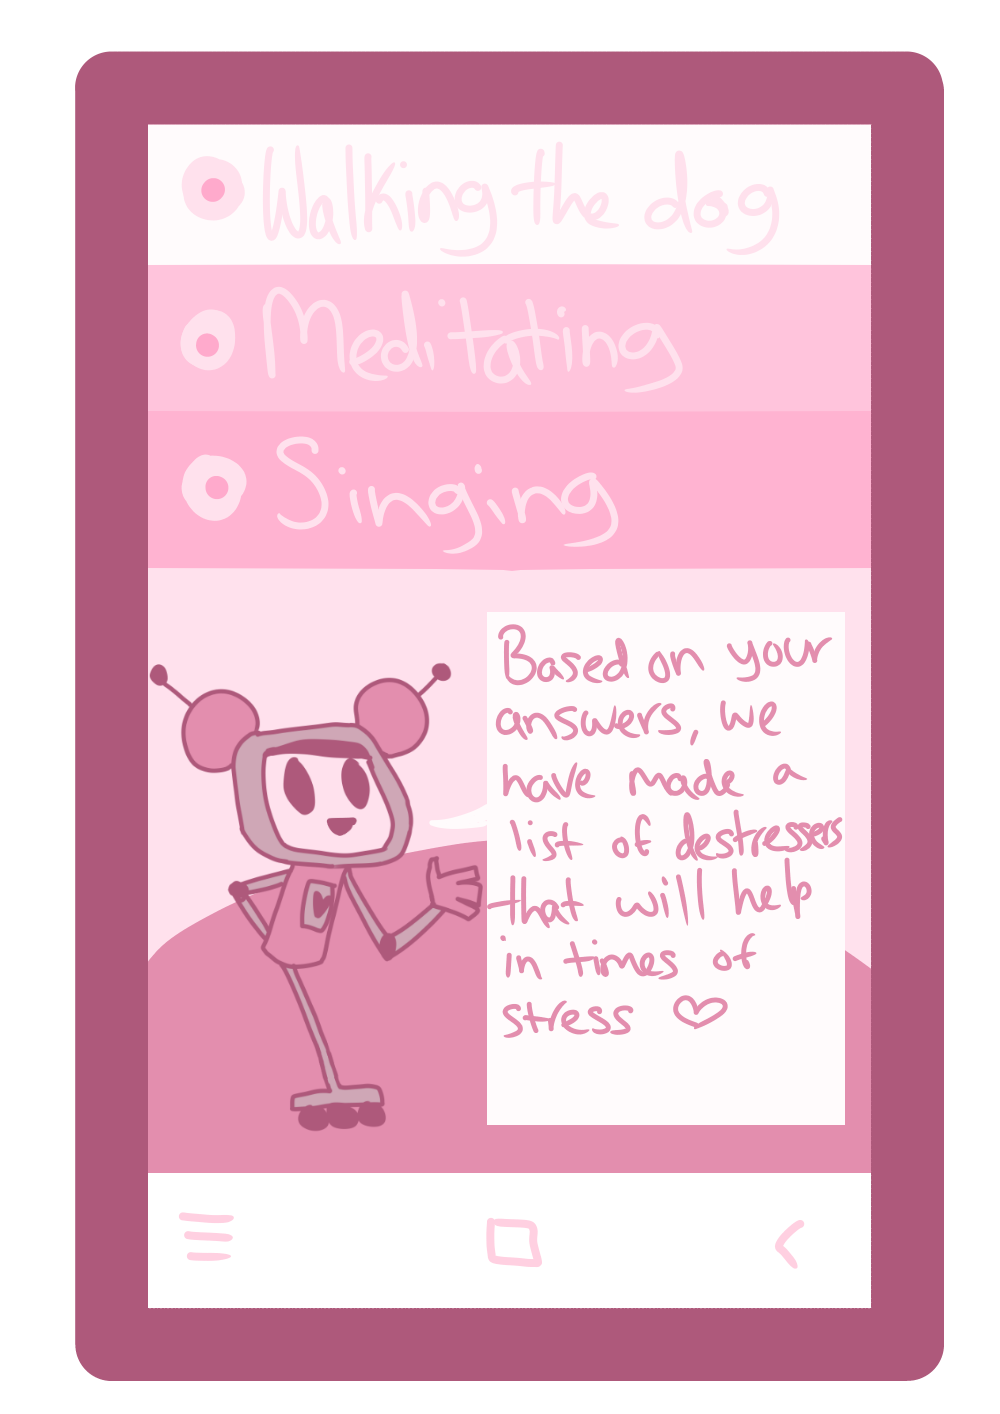 Walking the dog
Meditating
Singing
Based on your
answers, we
have made a
list of destressers
that will help
in times of
stress ♡